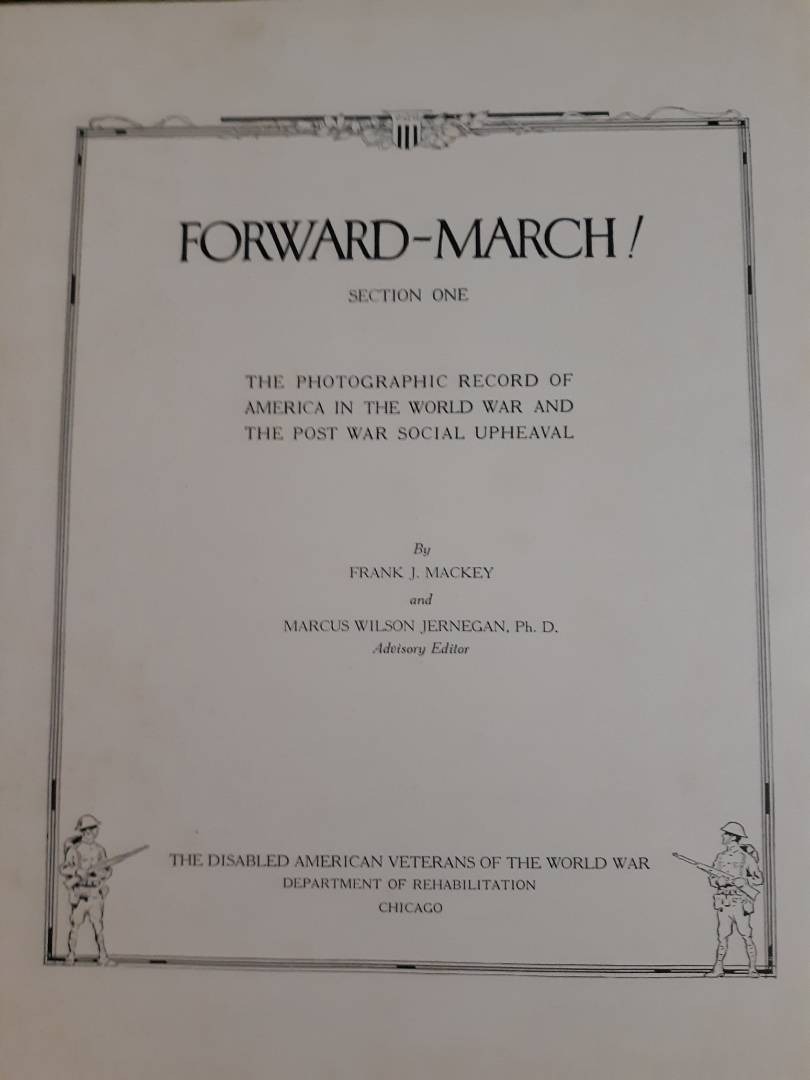 FORWARD-MARCH!
SECTION ONE
THE PHOTOGRAPHIC RECORD OF
AMERICA IN THE WORLD WAR AND
THE POST WAR SOCIAL UPHEAVAL
By
FRANK J. MACKEY
and
MARCUS WILSON JERNEGAN, Ph. D.
Advisory Editor
THE DISABLED AMERICAN VETERANS OF THE WORLD WAR
DEPARTMENT OF REHABILITATION
CHICAGO